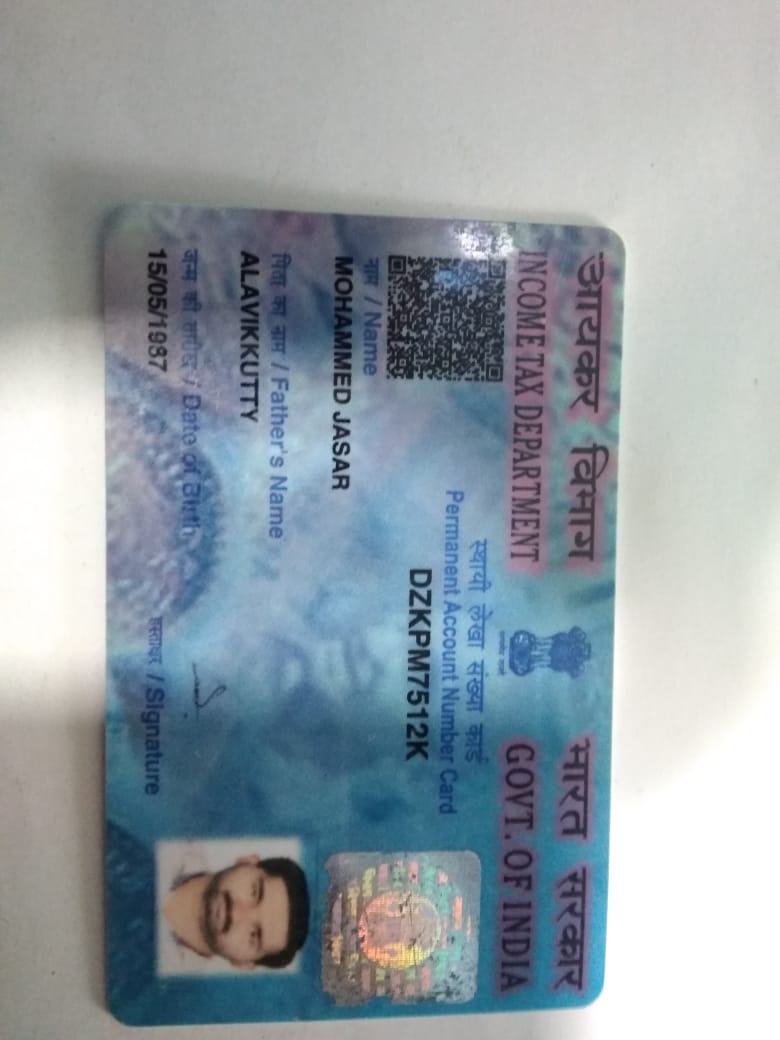 आयकर विभाग
INCOME TAX DEPARTMENT
भारत सरकार
GOVT. OF INDIA
स्थायी लेखा संख्या कार्ड
Permanent Account Number Card
DZKPM7512K
नाम / Name
MOHAMMED JASAR
पिता का नाम / Father's Name
ALAVIKKUTTY
जन्म की तारीख / Date of Birth
15/05/1987
हस्ताक्षर / Signature